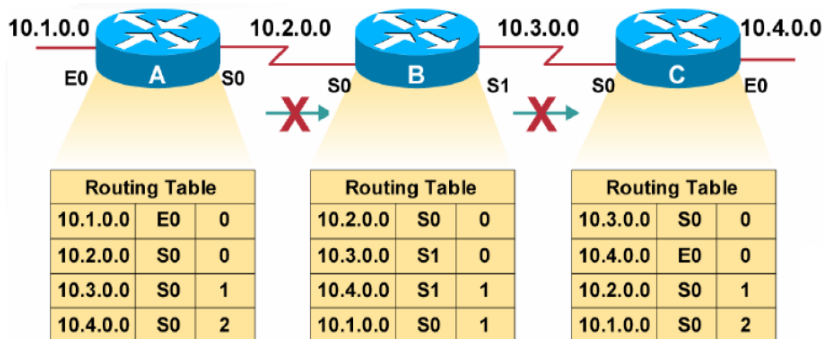 10.1.0.0 10.2.0.0 10.3.0.0 10.4.0.0
A B C
E0 S0 S0 S1 S0 E0
X X
Routing Table
10.1.0.0 E0 0
10.2.0.0 S0 0
10.3.0.0 S0 1
10.4.0.0 S0 2
Routing Table
10.2.0.0 S0 0
10.3.0.0 S1 0
10.4.0.0 S1 1
10.1.0.0 S0 1
Routing Table
10.3.0.0 S0 0
10.4.0.0 E0 0
10.2.0.0 S0 1
10.1.0.0 S0 2